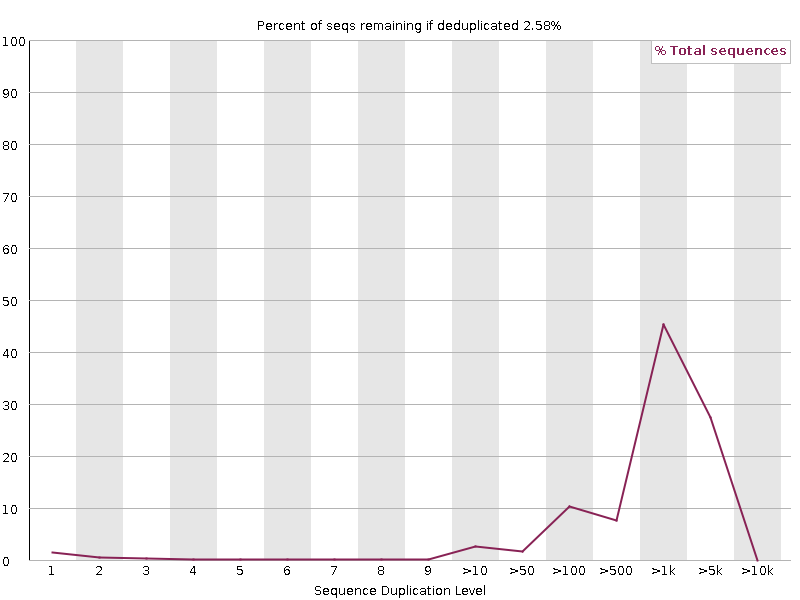 Percent of seqs remaining if deduplicated 2.58%
% Total sequences
100
90
80
70
60
50
40
30
20
10
0
1 2 3 4 5 6 7 8 9 >10 >50 >100 >500 >1k >5k >10k
Sequence Duplication Level